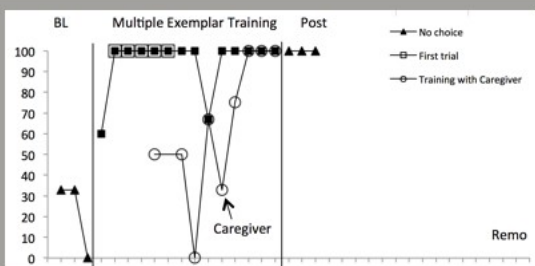 BL
Multiple Exemplar Training
Post
No choice
First trial
Training with Caregiver
100
90
80
70
60
50
40
30
20
10
0
Caregiver
Remo